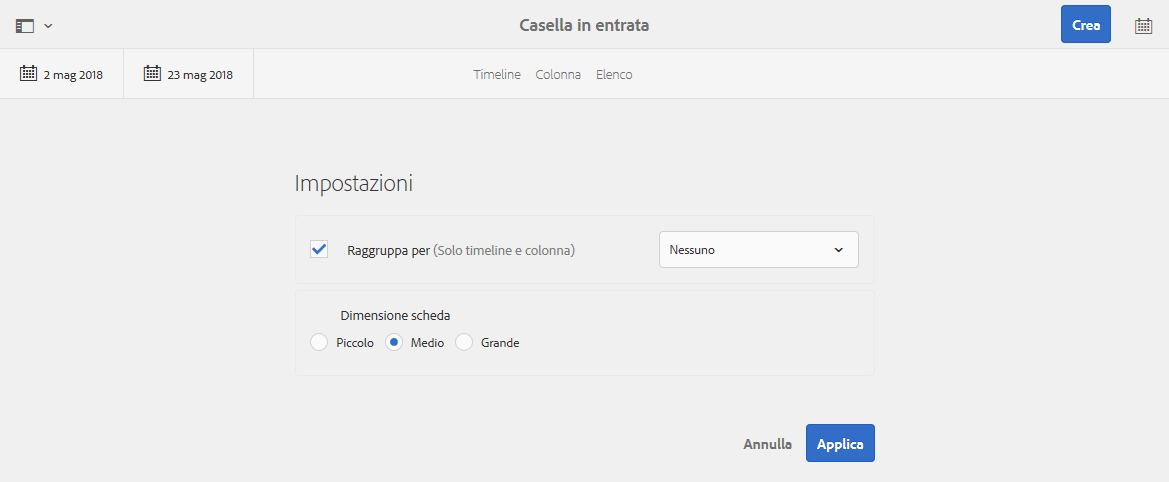 Casella in entrata
Crea
2 mag 2018
23 mag 2018
Timeline Colonna Elenco
Impostazioni
Raggruppa per (Solo timeline e colonna)
Nessuno
Dimensione scheda
Piccolo Medio Grande
Annulla Applica